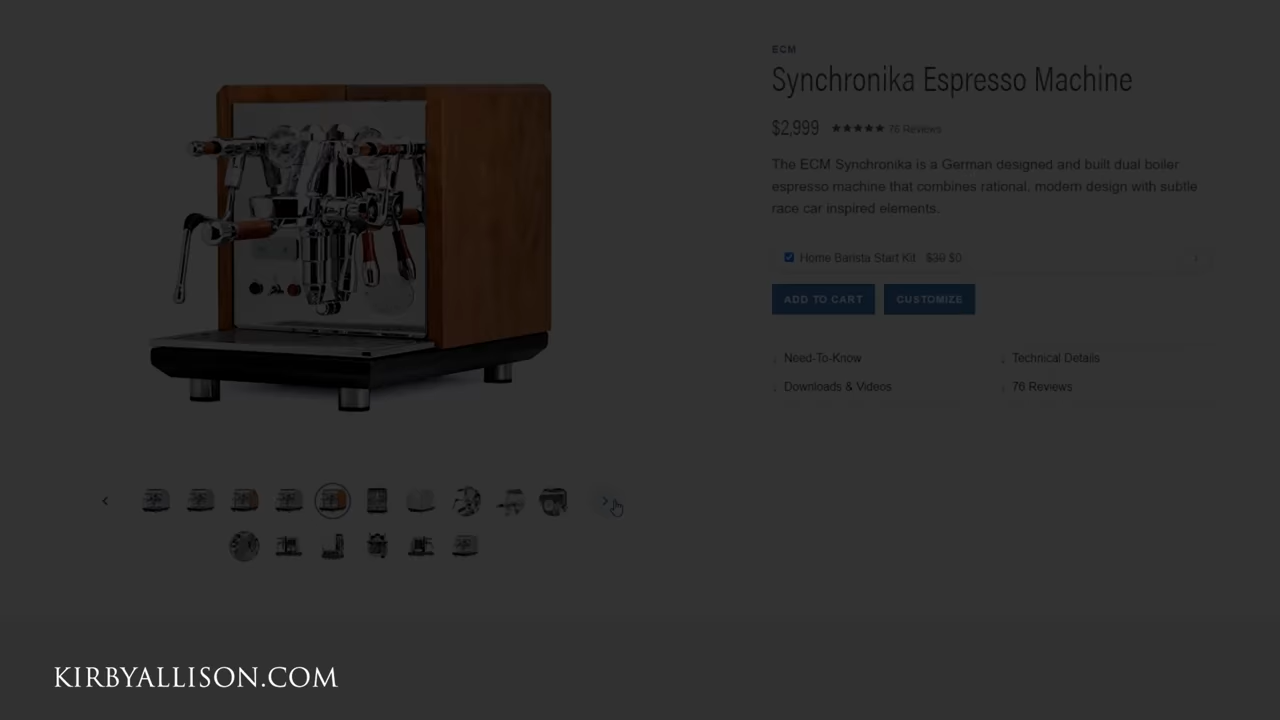 ECM
Synchronika Espresso Machine
$2,999 ★★★★★ 76 Reviews
The ECM Synchronika is a German designed and built dual boiler
espresso machine that combines rational, modern design with subtle
race car inspired elements.
Home Barista Start Kit $39 $0
ADD TO CART CUSTOMIZE
Need-To-Know Technical Details
Downloads & Videos 76 Reviews
KIRBYALLISON.COM